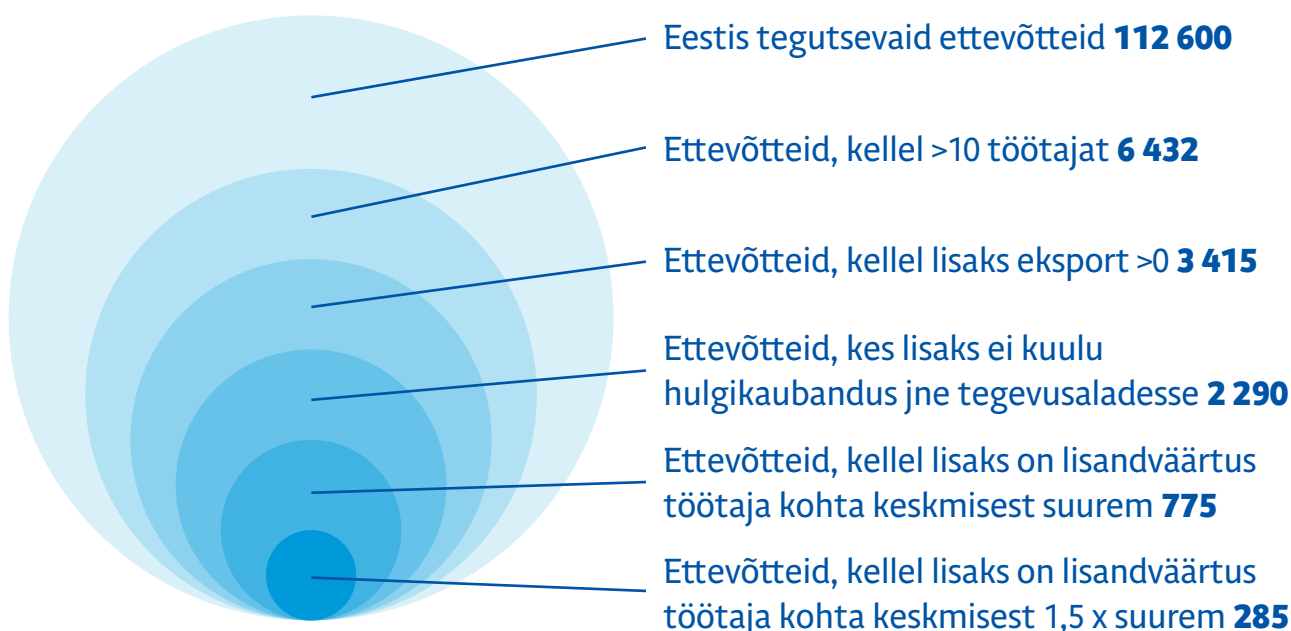 Eestis tegutsevaid ettevõtteid 112 600
Ettevõtteid, kellel >10 töötajat 6 432
Ettevõtteid, kellel lisaks eksport >0 3 415
Ettevõtteid, kes lisaks ei kuulu
hulgikaubandus jne tegevusaladesse 2 290
Ettevõtteid, kellel lisaks on lisandväärtus
töötaja kohta keskmisest suurem 775
Ettevõtteid, kellel lisaks on lisandväärtus
töötaja kohta keskmisest 1,5 x suurem 285